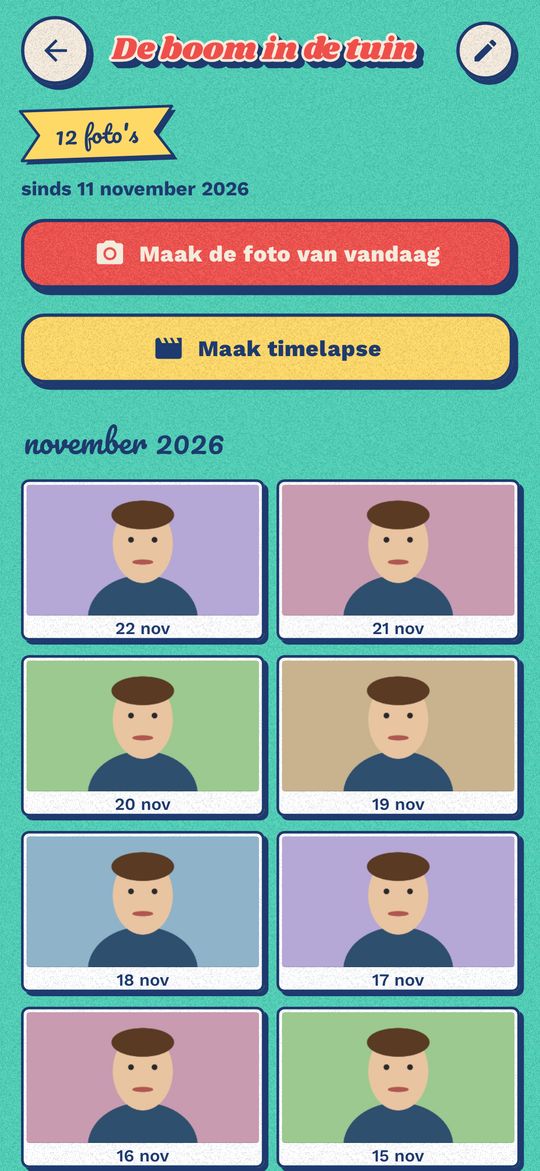 De boom in de tuin
12 foto's
sinds 11 november 2026
Maak de foto van vandaag
Maak timelapse
november 2026
22 nov
21 nov
20 nov
19 nov
18 nov
17 nov
16 nov
15 nov